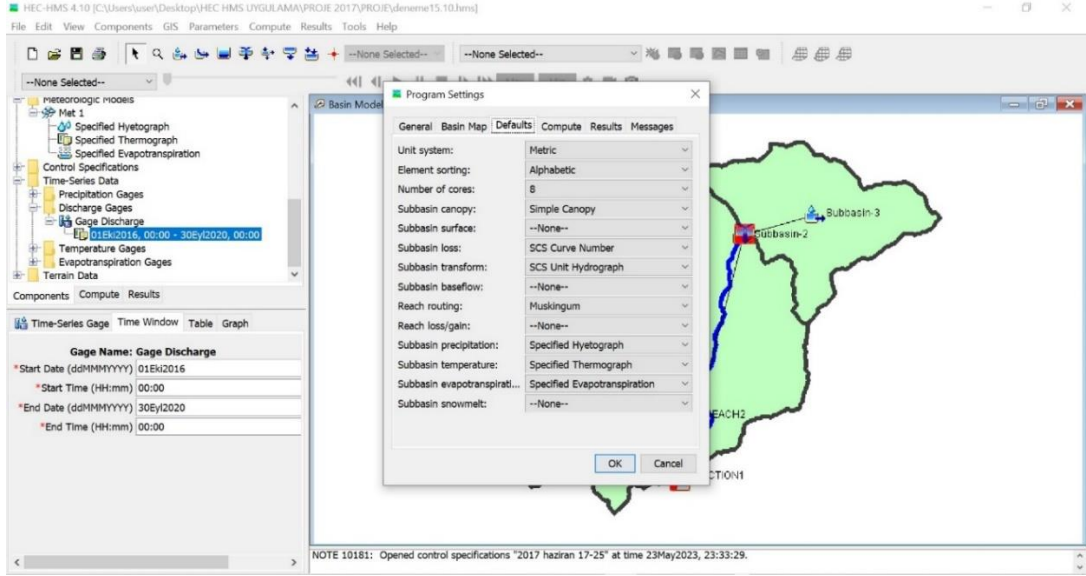 HEC-HMS 4.10 [C:\Users\user\Desktop\HEC HMS UYGULAMA\PROJE 2017\PROJE\deneme15.10.hms]
File Edit View Components GIS Parameters Compute Results Tools Help
--None Selected-- --None Selected--
--None Selected--
Meteorologic Models
Met 1
Specified Hyetograph
Specified Thermograph
Specified Evapotranspiration
Control Specifications
Time-Series Data
Precipitation Gages
Discharge Gages
Gage Discharge
01Eki2016, 00:00 - 30Eyl2020, 00:00
Temperature Gages
Evapotranspiration Gages
Terrain Data
Components Compute Results
Time-Series Gage Time Window Table Graph
Gage Name: Gage Discharge
*Start Date (ddMMMYYYY) 01Eki2016
*Start Time (HH:mm) 00:00
*End Date (ddMMMYYYY) 30Eyl2020
*End Time (HH:mm) 00:00
Basin Model
Program Settings
General Basin Map Defaults Compute Results Messages
Unit system: Metric
Element sorting: Alphabetic
Number of cores: 8
Subbasin canopy: Simple Canopy
Subbasin surface: --None--
Subbasin loss: SCS Curve Number
Subbasin transform: SCS Unit Hydrograph
Subbasin baseflow: --None--
Reach routing: Muskingum
Reach loss/gain: --None--
Subbasin precipitation: Specified Hyetograph
Subbasin temperature: Specified Thermograph
Subbasin evapotranspirati... Specified Evapotranspiration
Subbasin snowmelt: --None--
OK Cancel
Subbasin-3
Subbasin-2
EACH2
CTION1
NOTE 10181: Opened control specifications "2017 haziran 17-25" at time 23May2023, 23:33:29.